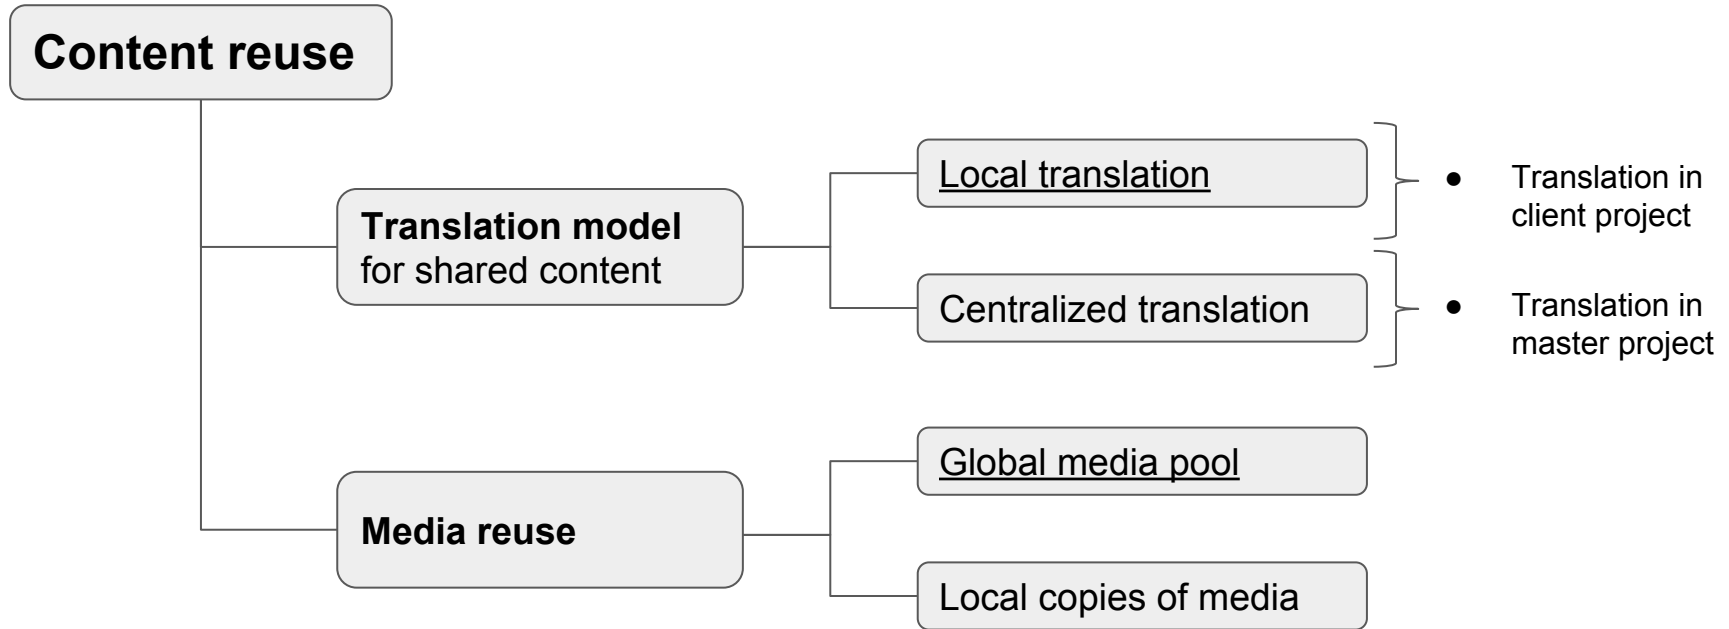 Content reuse
Translation model
for shared content
Local translation
● Translation in
client project
Centralized translation
● Translation in
master project
Media reuse
Global media pool
Local copies of media